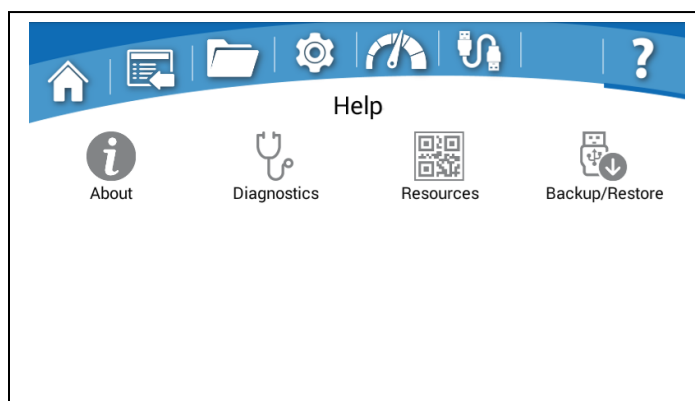 Help
About
Diagnostics
Resources
Backup/Restore